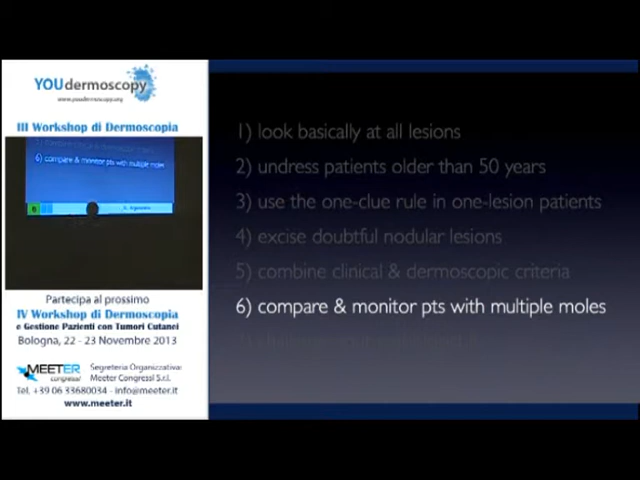 YOUdermoscopy
www.youdermoscopy.org
III Workshop di Dermoscopia
6) compare & monitor pts with multiple moles
Partecipa al prossimo
IV Workshop di Dermoscopia
e Gestione Pazienti con Tumori Cutanei
Bologna, 22 - 23 Novembre 2013
MEETER
congressi
Segreteria Organizzativa:
Meeter Congressi S.r.l.
Tel. +39 06 33680034 - info@meeter.it
www.meeter.it
1) look basically at all lesions
2) undress patients older than 50 years
3) use the one-clue rule in one-lesion patients
4) excise doubtful nodular lesions
5) combine clinical & dermoscopic criteria
6) compare & monitor pts with multiple moles